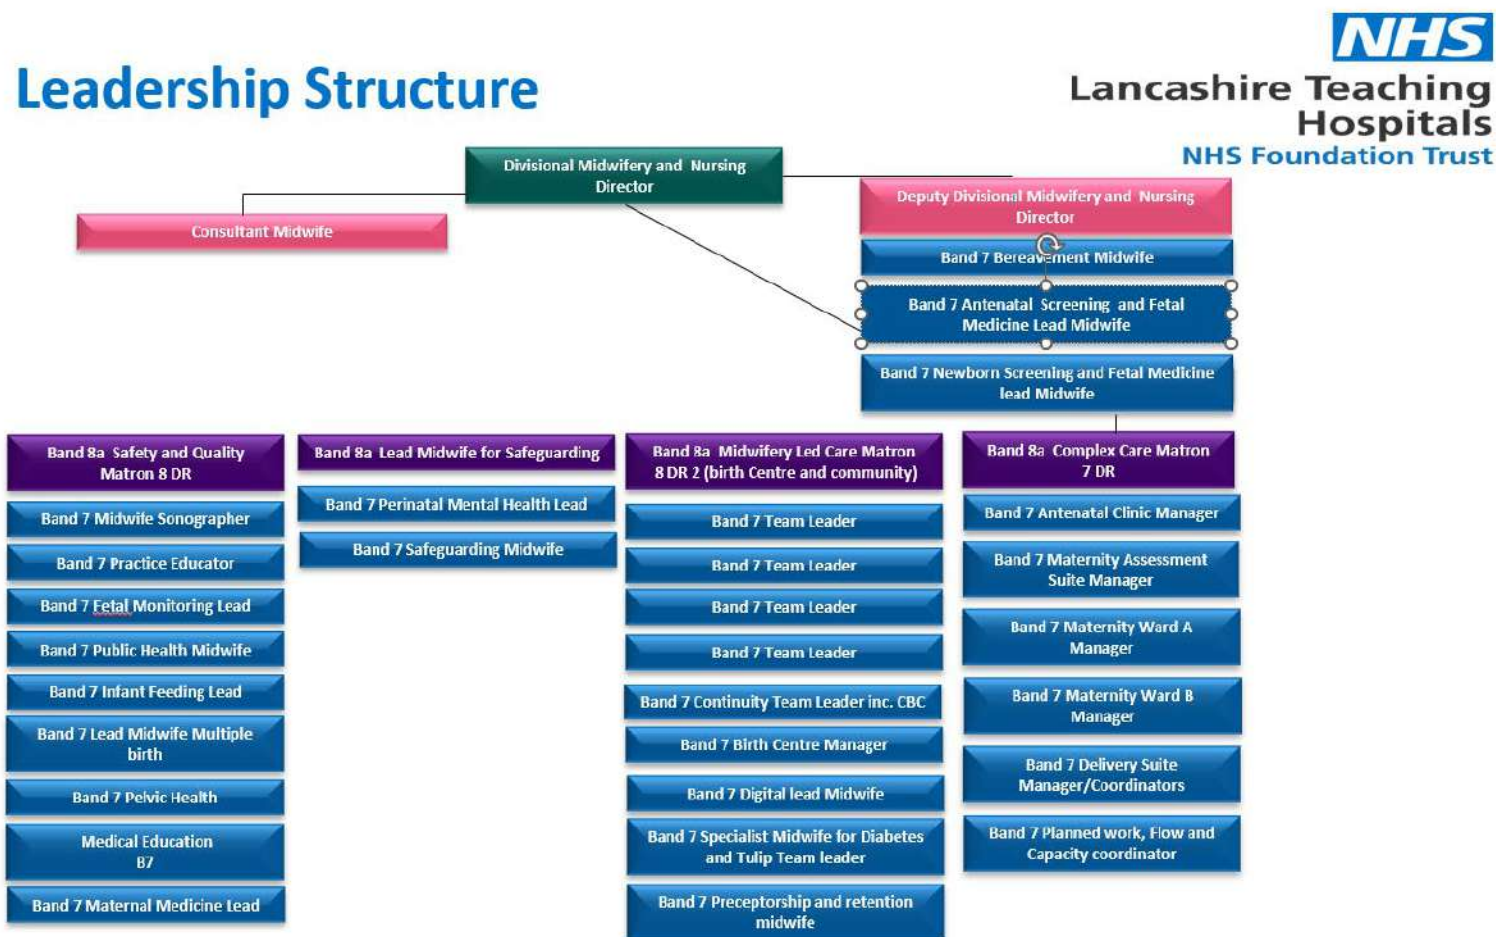 NHS
Lancashire Teaching
Hospitals
NHS Foundation Trust
Leadership Structure
Divisional Midwifery and Nursing
Director
Consultant Midwife
Deputy Divisional Midwifery and Nursing
Director
Band 7 Bereavement Midwife
Band 7 Antenatal Screening and Fetal
Medicine Lead Midwife
Band 7 Newborn Screening and Fetal Medicine
lead Midwife
Band 8a Safety and Quality
Matron 8 DR
Band 7 Midwife Sonographer
Band 7 Practice Educator
Band 7 Fetal Monitoring Lead
Band 7 Public Health Midwife
Band 7 Infant Feeding Lead
Band 7 Lead Midwife Multiple
birth
Band 7 Pelvic Health
Medical Education
B7
Band 7 Maternal Medicine Lead
Band 8a Lead Midwife for Safeguarding
Band 7 Perinatal Mental Health Lead
Band 7 Safeguarding Midwife
Band 8a Midwifery Led Care Matron
8 DR 2 (birth Centre and community)
Band 7 Team Leader
Band 7 Team Leader
Band 7 Team Leader
Band 7 Team Leader
Band 7 Continuity Team Leader inc. CBC
Band 7 Birth Centre Manager
Band 7 Digital lead Midwife
Band 7 Specialist Midwife for Diabetes
and Tulip Team leader
Band 7 Preceptorship and retention
midwife
Band 8a Complex Care Matron
7 DR
Band 7 Antenatal Clinic Manager
Band 7 Maternity Assessment
Suite Manager
Band 7 Maternity Ward A
Manager
Band 7 Maternity Ward B
Manager
Band 7 Delivery Suite
Manager/Coordinators
Band 7 Planned work, Flow and
Capacity coordinator